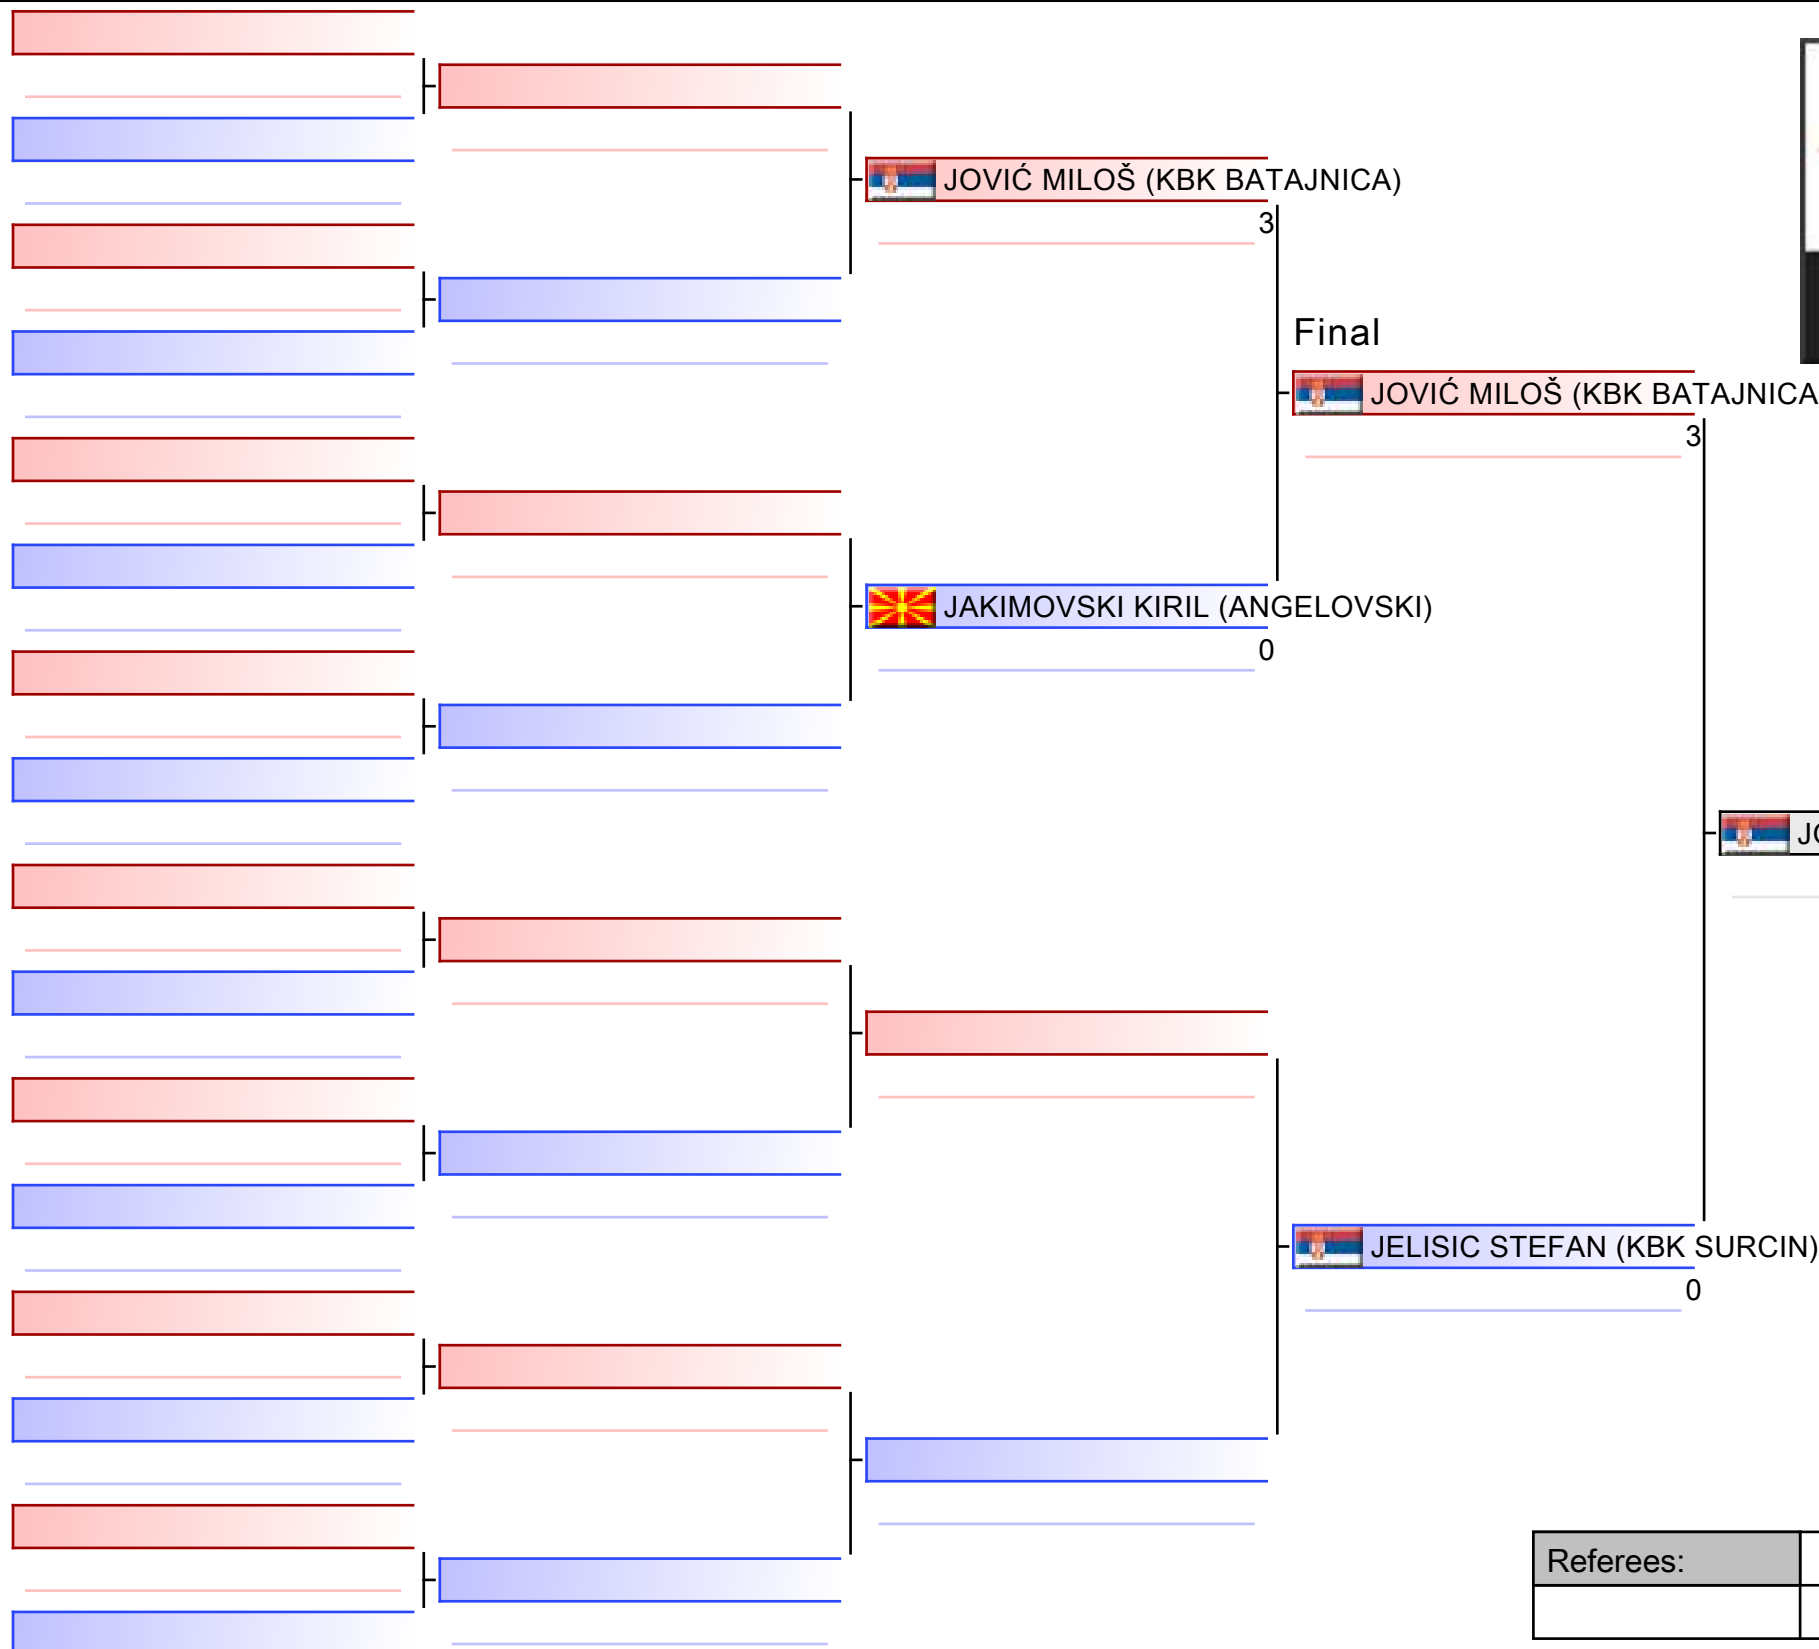 JOVIĆ MILOŠ (KBK BATAJNICA)
3
Final
JOVIĆ MILOŠ (KBK BATAJNICA
3
JAKIMOVSKI KIRIL (ANGELOVSKI)
0
JELISIC STEFAN (KBK SURCIN)
0
Referees: